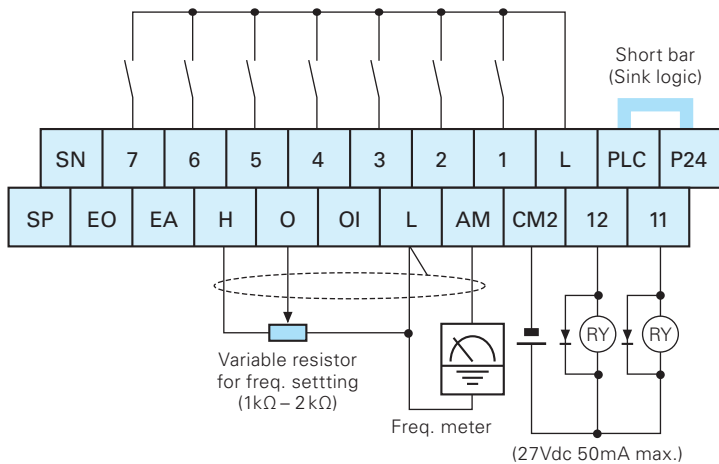 Short bar
(Sink logic)
SN 7 6 5 4 3 2 1 L PLC P24
SP EO EA H O OI L AM CM2 12 11
RY RY
Variable resistor
for freq. settting
(1kΩ – 2kΩ)
Freq. meter
(27Vdc 50mA max.)